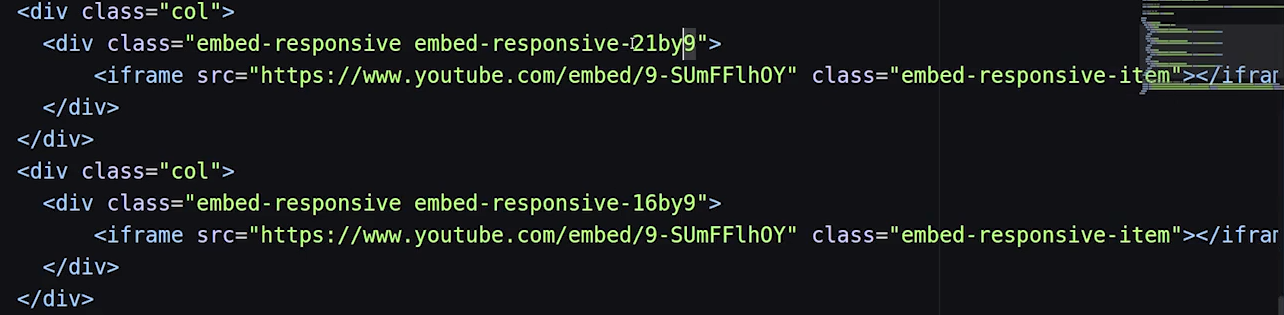 <div class="col">
<div class="embed-responsive embed-responsive-21by9">
<iframe src="https://www.youtube.com/embed/9-SUmFFlhOY" class="embed-responsive-item"></ifran
</div>
</div>
<div class="col">
<div class="embed-responsive embed-responsive-16by9">
<iframe src="https://www.youtube.com/embed/9-SUmFFlhOY" class="embed-responsive-item"></ifran
</div>
</div>